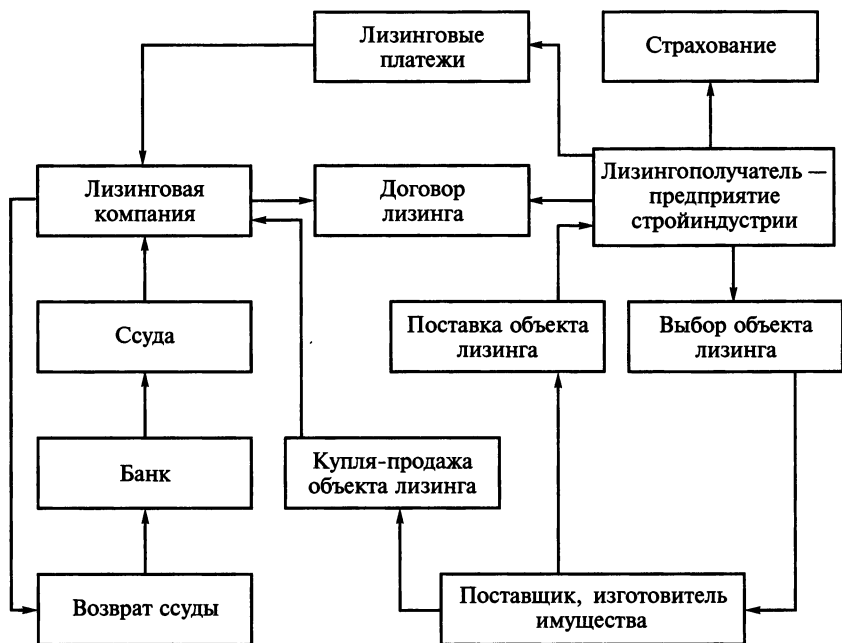 Лизинговые
платежи
Страхование
Лизинговая
компания
Договор
лизинга
Лизингополучатель —
предприятие
стройиндустрии
Ссуда
Поставка объекта
лизинга
Выбор объекта
лизинга
Банк
Купля-продажа
объекта лизинга
Возврат ссуды
Поставщик, изготовитель
имущества